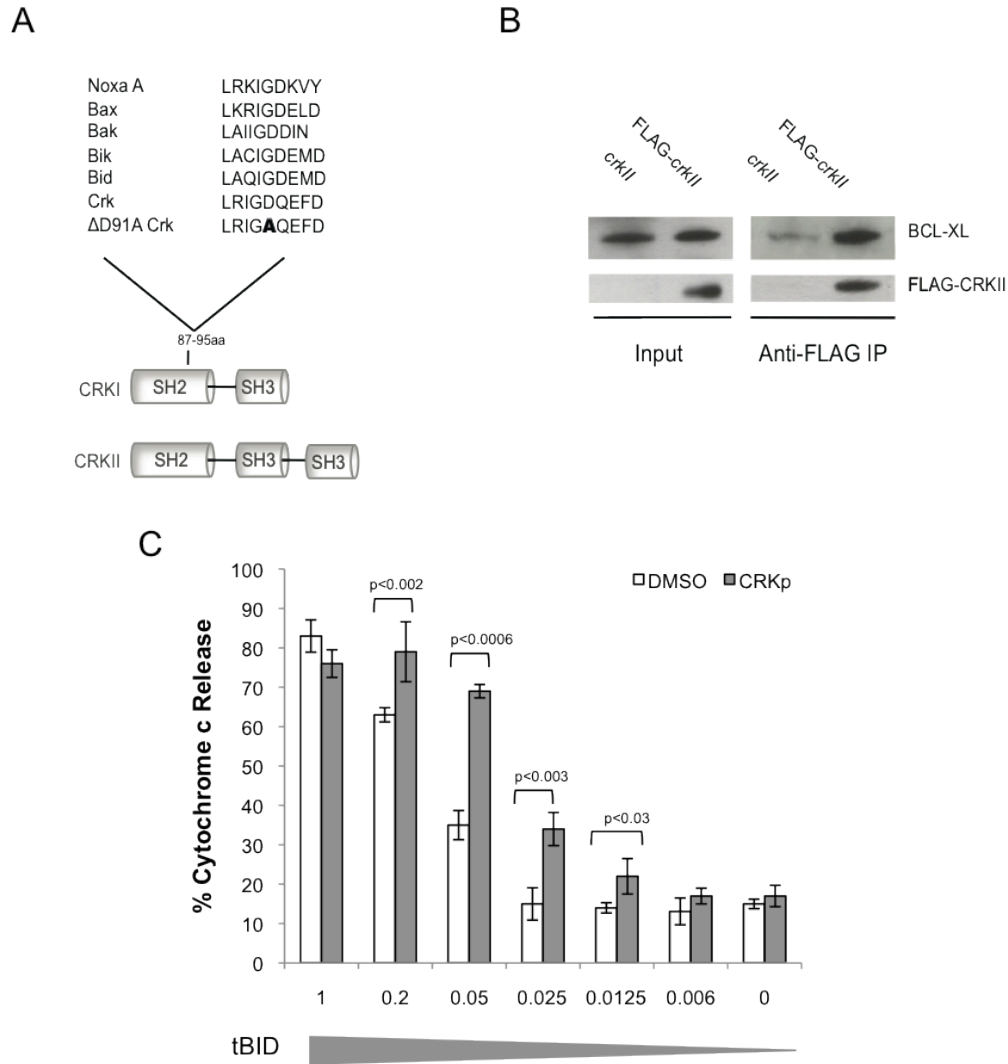 A
Noxa A LRKIGDKVY
Bax LKRIGDELD
Bak LAIIGDDIN
Bik LACIGDEMD
Bid LAQIGDEMD
Crk LRIGDQEFD
ΔD91A Crk LRIGAQEFD
87-95aa
CRKI SH2 SH3
CRKII SH2 SH3 SH3
B
crkII FLAG-crkII crkII FLAG-crkII
BCL-XL
FLAG-CRKII
Input Anti-FLAG IP
C
DMSO CRKp
% Cytochrome c Release
100
90
80
70
60
50
40
30
20
10
0
p<0.002
p<0.0006
p<0.003
p<0.03
1 0.2 0.05 0.025 0.0125 0.006 0
tBID